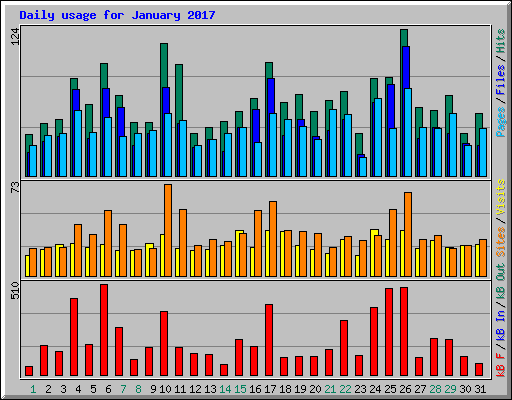 Daily usage for January 2017
124
73
510
Pages / Files / Hits
Sites / Visits
kB F / kB In / kB Out
1 2 3 4 5 6 7 8 9 10 11 12 13 14 15 16 17 18 19 20 21 22 23 24 25 26 27 28 29 30 31